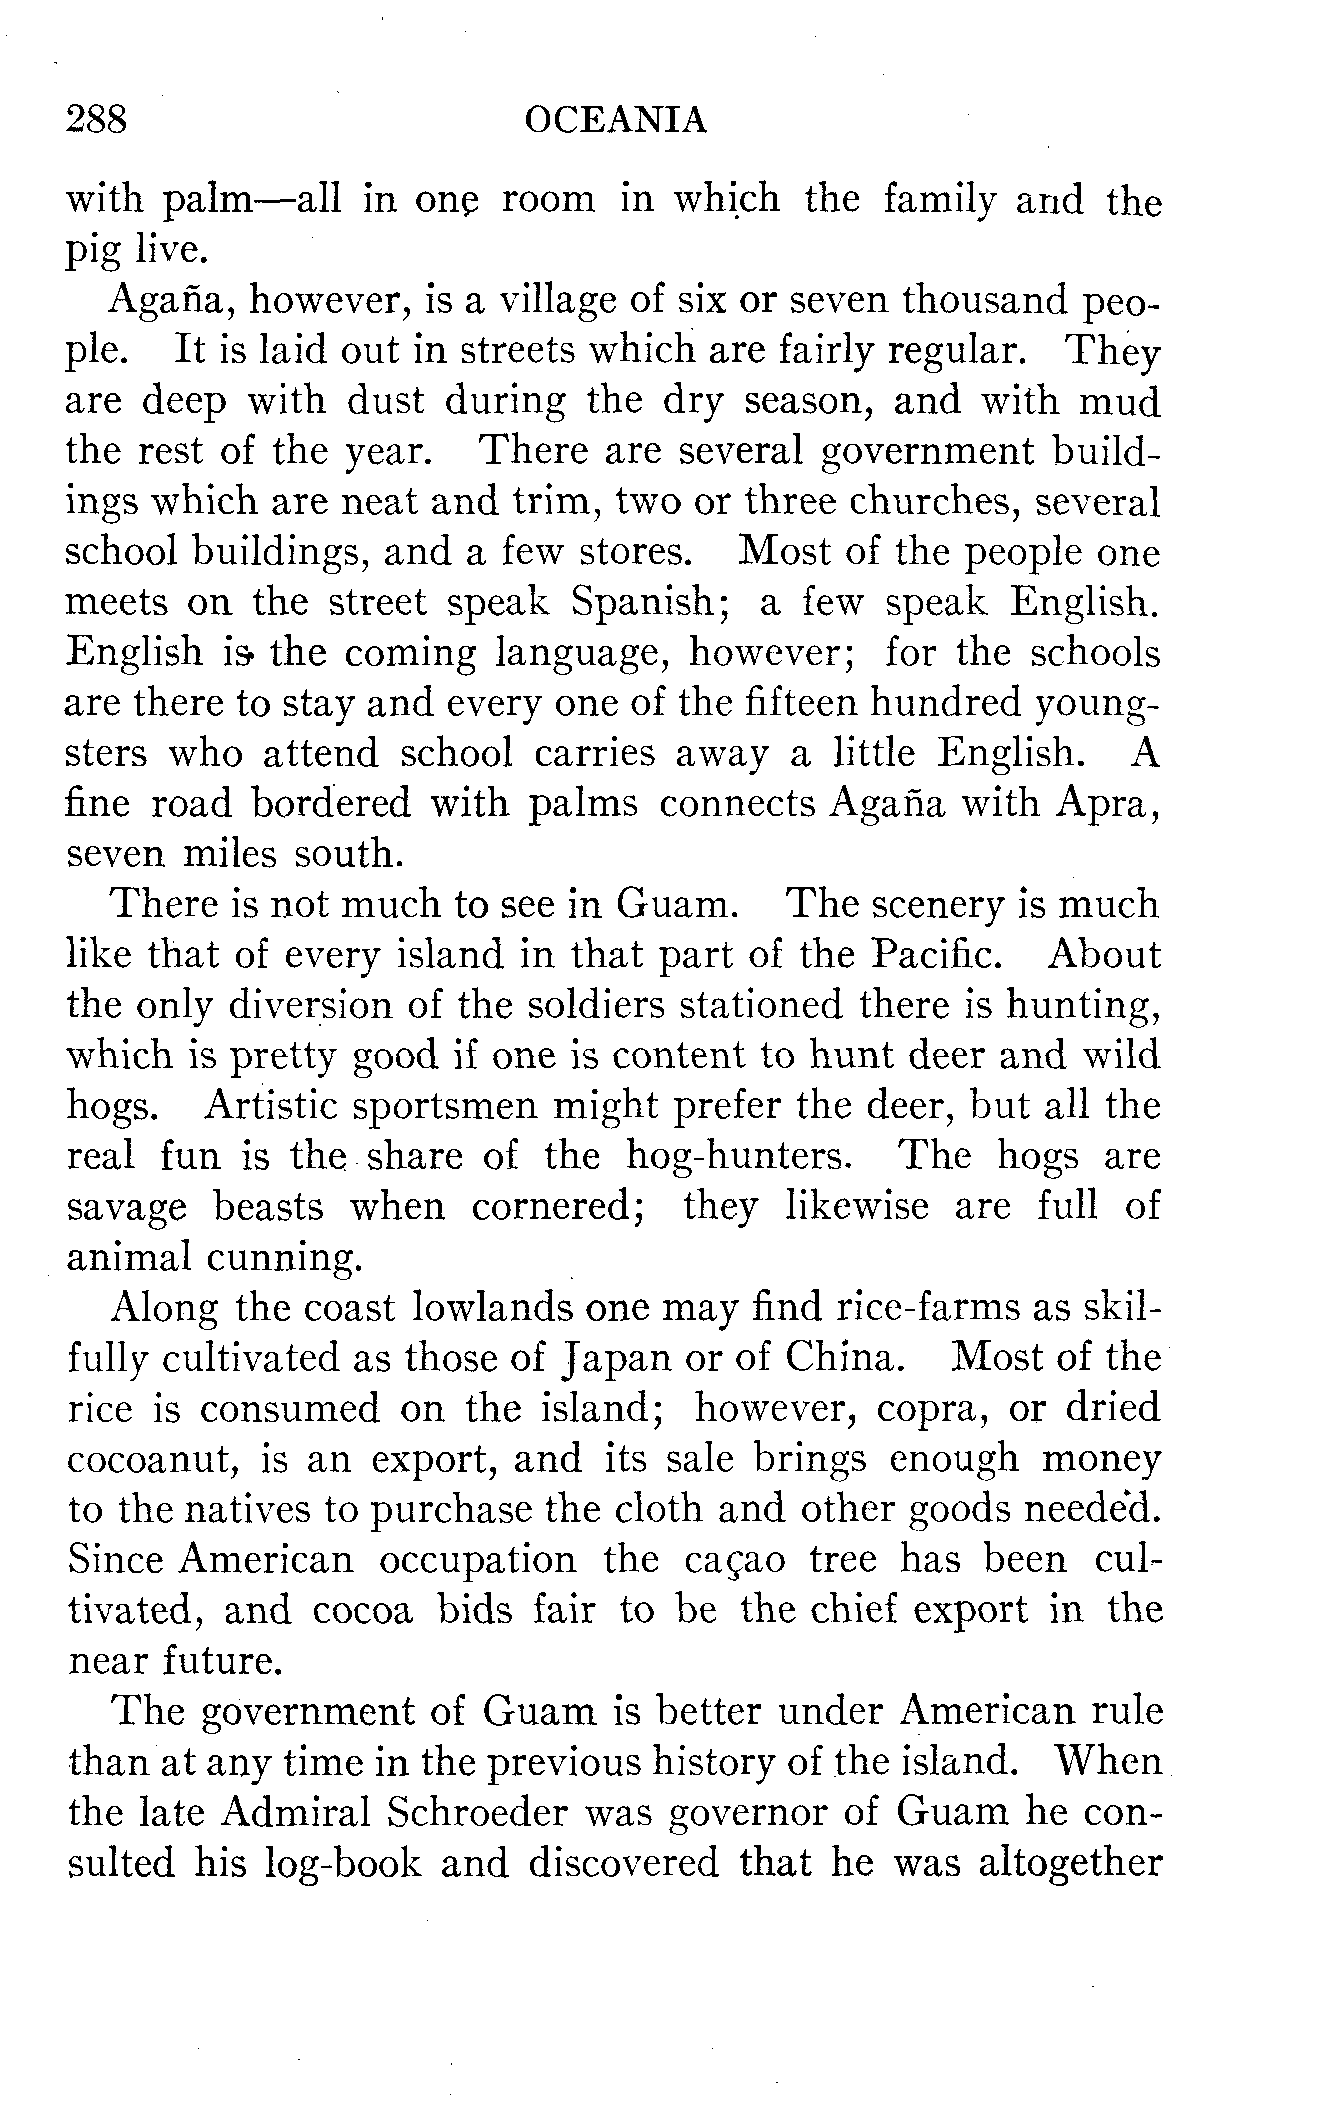 288 OCEANIA
with palm—all in one room in which the family and the
pig live.
Agaña, however, is a village of six or seven thousand peo-
ple. It is laid out in streets which are fairly regular. They
are deep with dust during the dry season, and with mud
the rest of the year. There are several government build-
ings which are neat and trim, two or three churches, several
school buildings, and a few stores. Most of the people one
meets on the street speak Spanish; a few speak English.
English is the coming language, however; for the schools
are there to stay and every one of the fifteen hundred young-
sters who attend school carries away a little English. A
fine road bordered with palms connects Agaña with Apra,
seven miles south.
There is not much to see in Guam. The scenery is much
like that of every island in that part of the Pacific. About
the only diversion of the soldiers stationed there is hunting,
which is pretty good if one is content to hunt deer and wild
hogs. Artistic sportsmen might prefer the deer, but all the
real fun is the share of the hog-hunters. The hogs are
savage beasts when cornered; they likewise are full of
animal cunning.
Along the coast lowlands one may find rice-farms as skil-
fully cultivated as those of Japan or of China. Most of the
rice is consumed on the island; however, copra, or dried
cocoanut, is an export, and its sale brings enough money
to the natives to purchase the cloth and other goods needed.
Since American occupation the caçao tree has been cul-
tivated, and cocoa bids fair to be the chief export in the
near future.
The government of Guam is better under American rule
than at any time in the previous history of the island. When
the late Admiral Schroeder was governor of Guam he con-
sulted his log-book and discovered that he was altogether